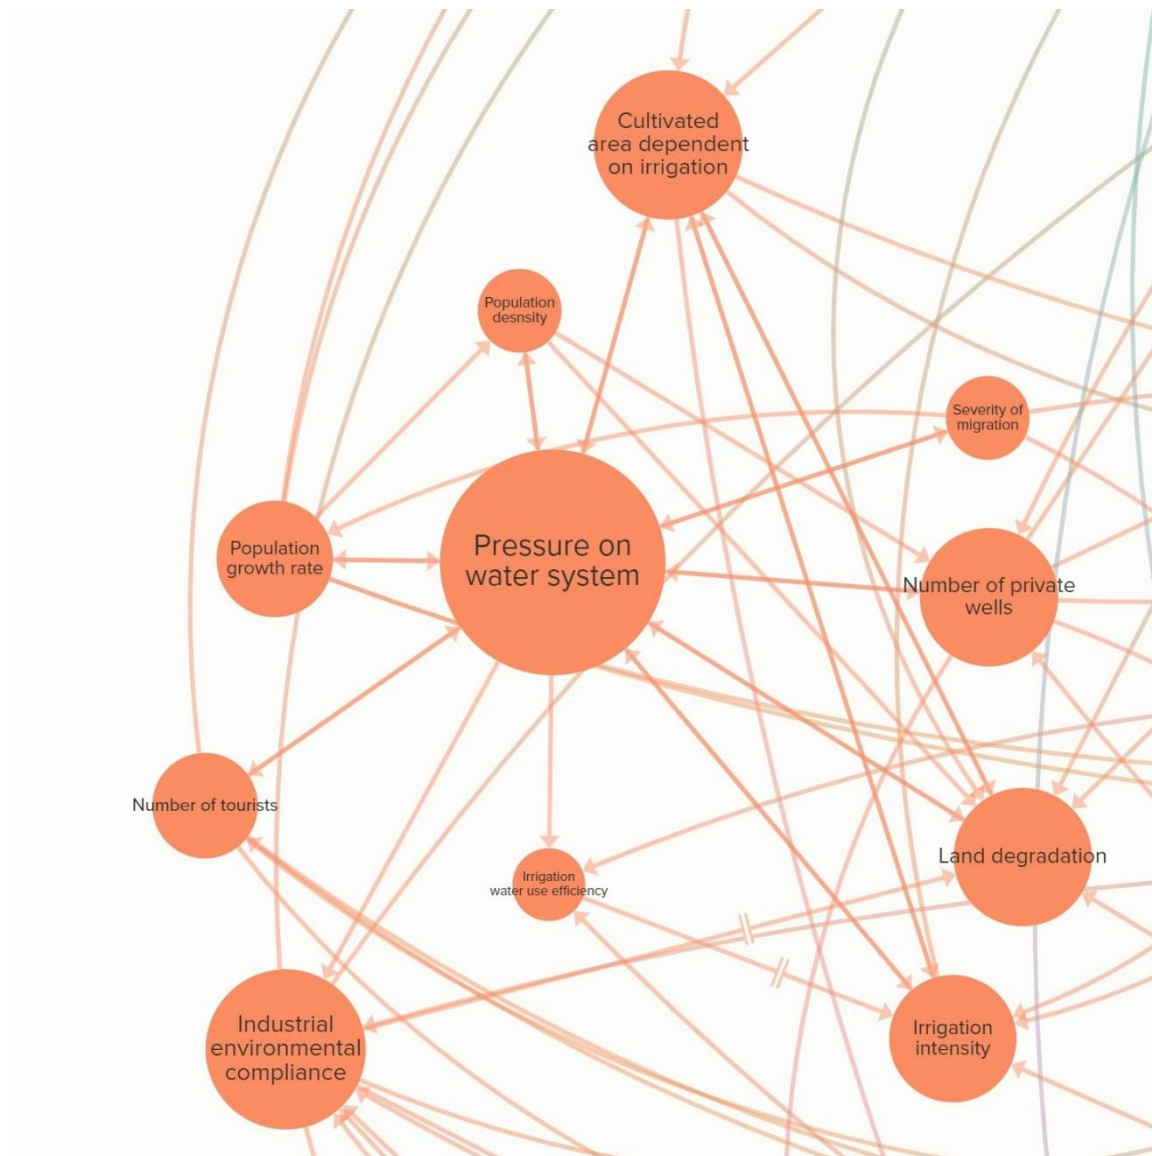 Cultivated
area dependent
on irrigation
Population
desnsity
Severity of
migration
Pressure on
water system
Population
growth rate
Number of private
wells
Number of tourists
Land degradation
Irrigation
water use efficiency
Industrial
environmental
compliance
Irrigation
intensity